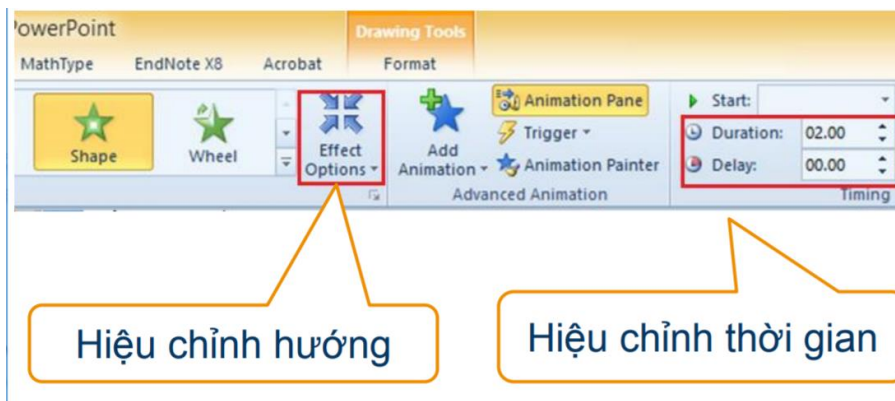 PowerPoint
Drawing Tools
MathType EndNote X8 Acrobat Format
Shape
Wheel
Effect Options
Add Animation
Animation Pane
Trigger
Animation Painter
Advanced Animation
Start:
Duration: 02.00
Delay: 00.00
Timing
Hiệu chỉnh hướng
Hiệu chỉnh thời gian